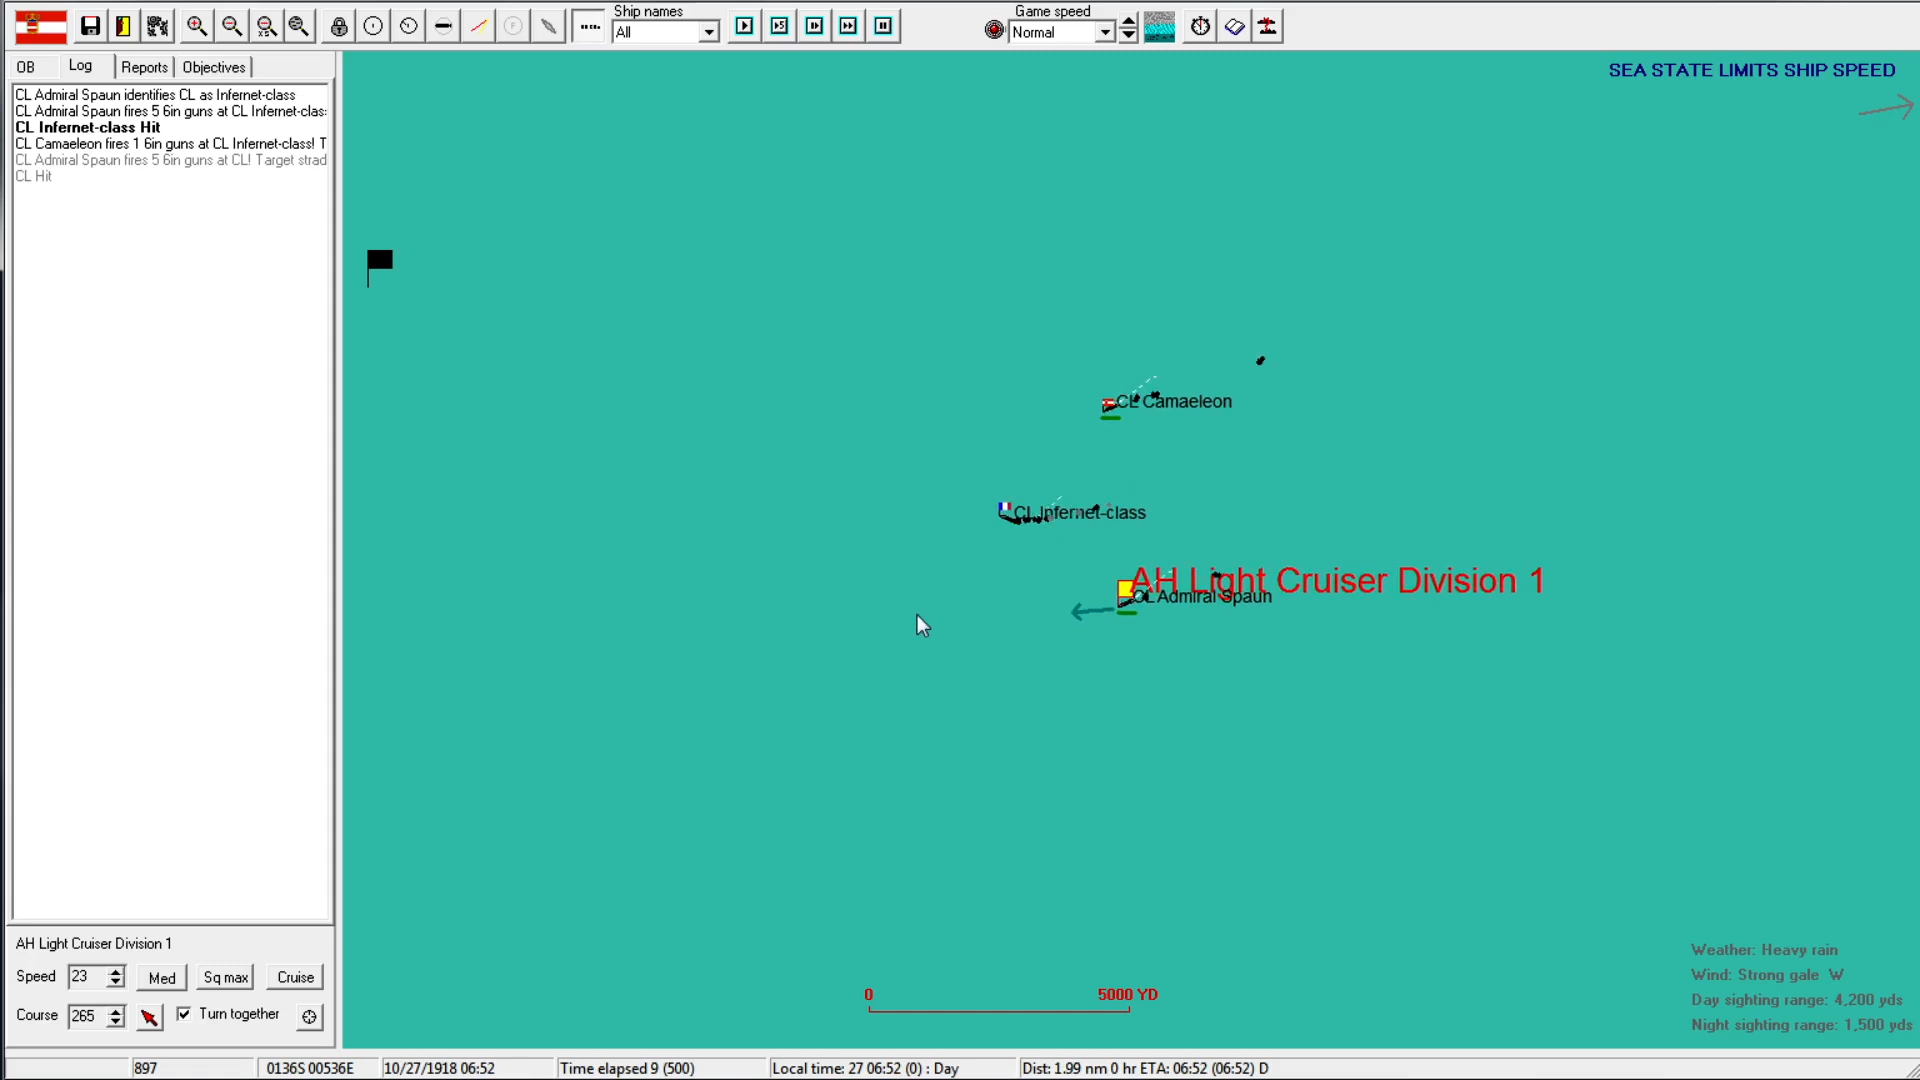 Ship names
All
Game speed
Normal
OB
Log
Reports
Objectives
SEA STATE LIMITS SHIP SPEED
CL Admiral Spaun identifies CL as Infernet-class
CL Admiral Spaun fires 5 6in guns at CL Infernet-clas
CL Infernet-class Hit
CL Camaeleon fires 1 6in guns at CL Infernet-class! T
CL Admiral Spaun fires 5 6in guns at CL! Target strad
CL Hit
CL Camaeleon
CL Infernet-class
AH Light Cruiser Division 1
CL Admiral Spaun
0
5000 YD
Weather: Heavy rain
Wind: Strong gale W
Day sighting range: 4,200 yds
Night sighting range: 1,500 yds
AH Light Cruiser Division 1
Speed 23 Med Sq max Cruise
Course 265 Turn together
897
0136S 00536E
10/27/1918 06:52
Time elapsed 9 (500)
Local time: 27 06:52 (0) : Day
Dist: 1.99 nm 0 hr ETA: 06:52 (06:52) D